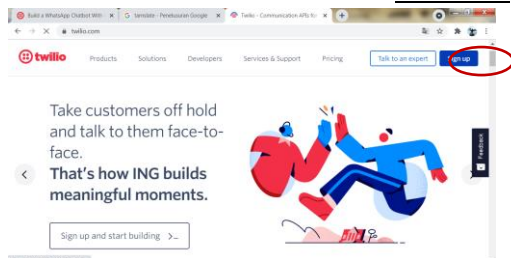 Build a WhatsApp Chatbot With
translate - Penelusuran Google
Twilio - Communication APIs for
twilio.com
twilio
Products
Solutions
Developers
Services & Support
Pricing
Talk to an expert
Sign up
Take customers off hold
and talk to them face-to-
face.
That's how ING builds
meaningful moments.
Sign up and start building >_
Feedback